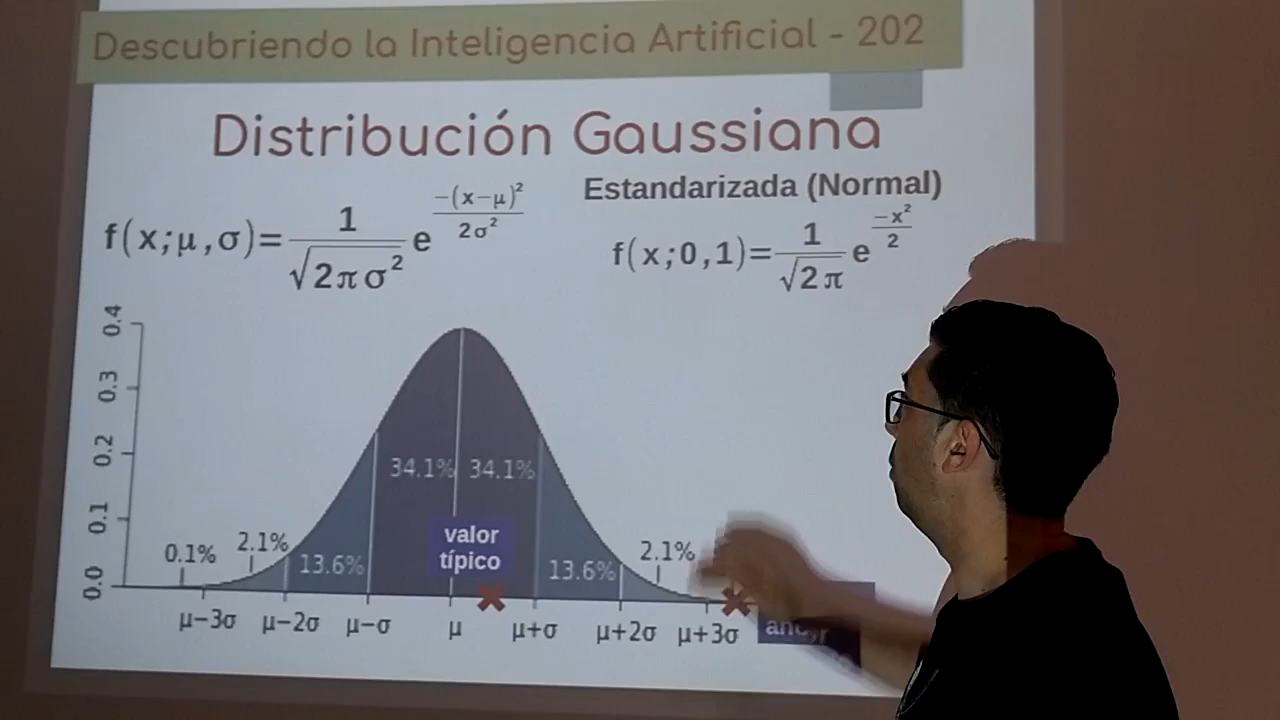 Descubriendo la Inteligencia Artificial - 202
Distribución Gaussiana
Estandarizada (Normal)
f(x;μ,σ)=1/√2πσ² e^(-(x-μ)²/2σ²)
f(x;0,1)=1/√2π e^(-x²/2)
0.4
0.3
0.2
0.1
0.0
34.1% 34.1%
0.1% 2.1% 13.6% valor típico 13.6% 2.1%
μ-3σ μ-2σ μ-σ μ μ+σ μ+2σ μ+3σ